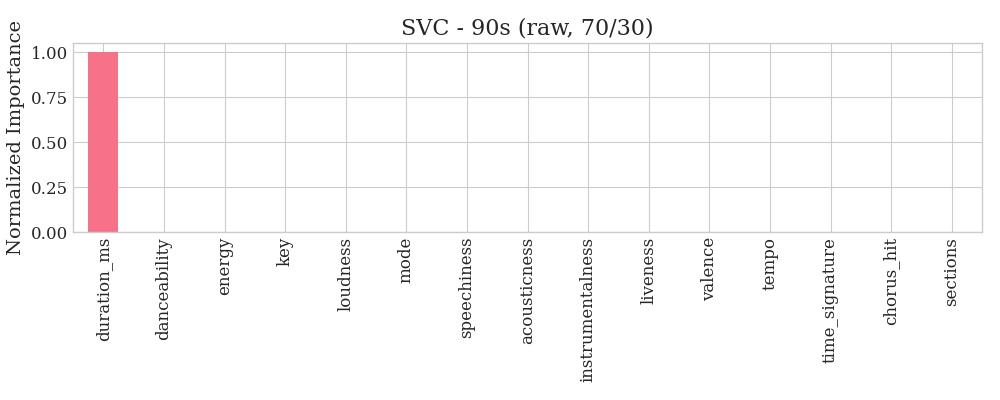 SVC - 90s (raw, 70/30)
Normalized Importance
1.00
0.75
0.50
0.25
0.00
duration_ms
danceability
energy
key
loudness
mode
speechiness
acousticness
instrumentalness
liveness
valence
tempo
time_signature
chorus_hit
sections